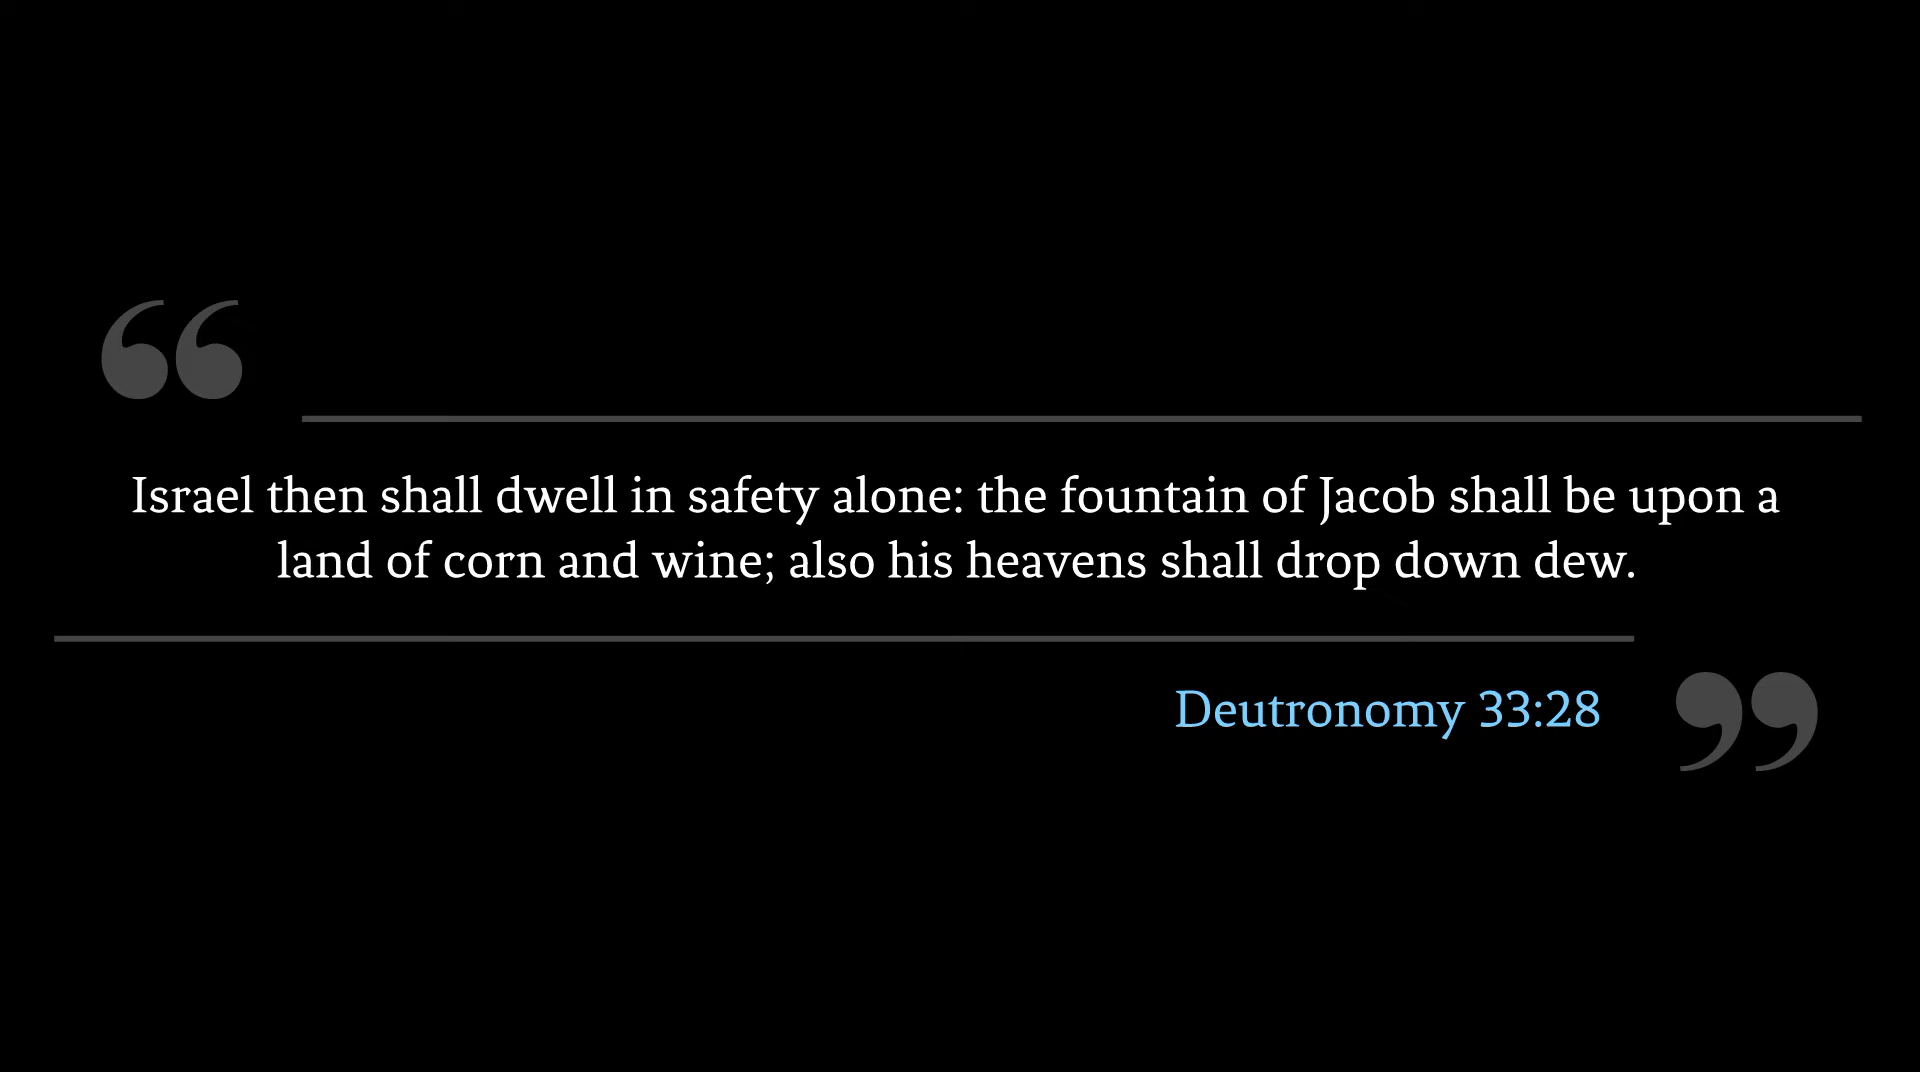 Israel then shall dwell in safety alone: the fountain of Jacob shall be upon a
land of corn and wine; also his heavens shall drop down dew.
Deutronomy 33:28